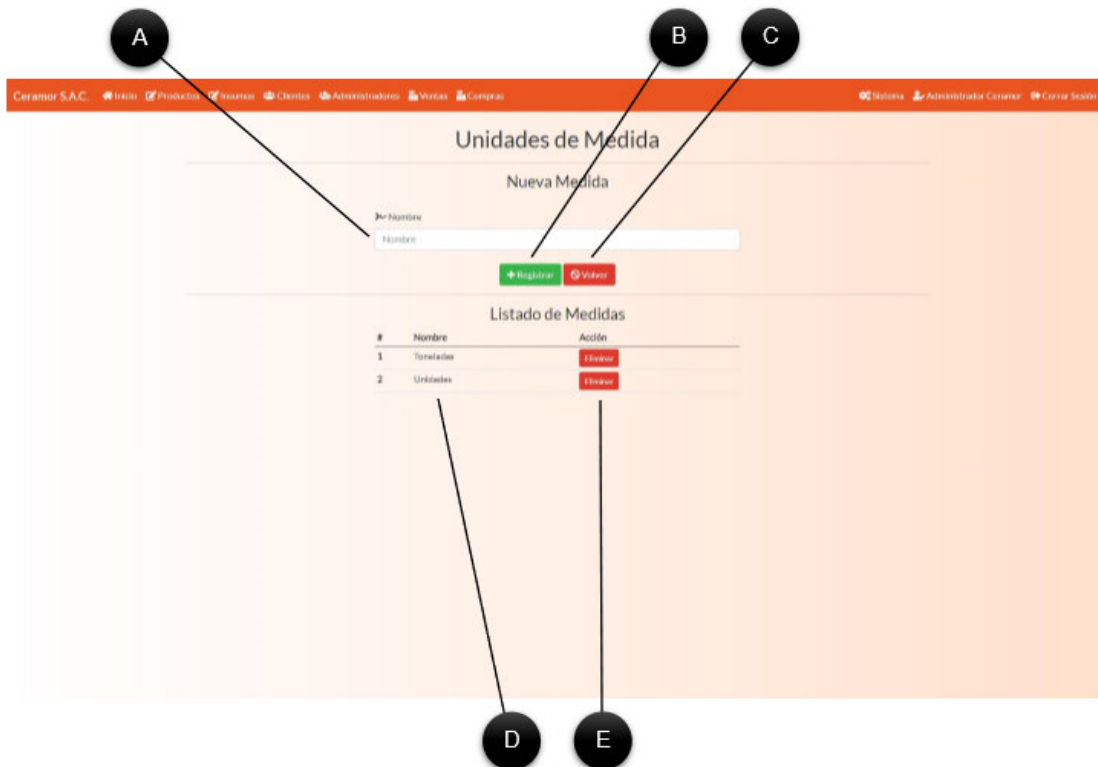 A B C
Ceramor S.A.C. Inicio Productos Insumos Clientes Administradores Ventas Compras Sistema Administrador Ceramor Cerrar Sesión
Unidades de Medida
Nueva Medida
Nombre
Nombre
Registrar Volver
Listado de Medidas
# Nombre Acción
1 Toneladas Eliminar
2 Unidades Eliminar
D E